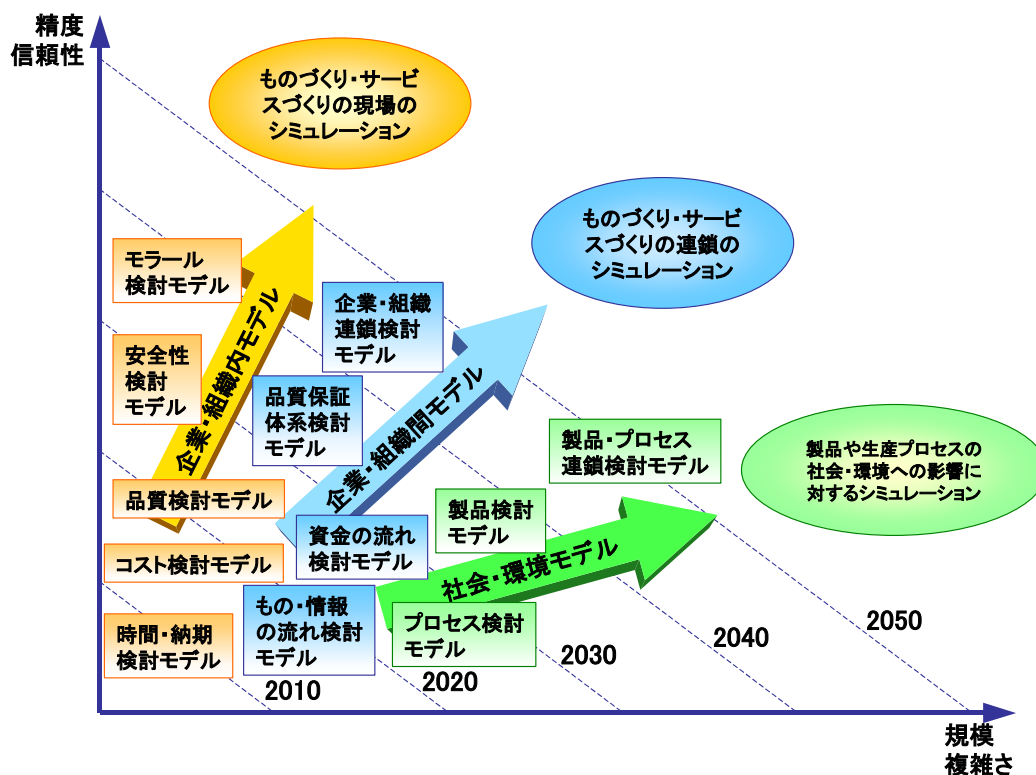 精度
信頼性
ものづくり・サービ
スづくりの現場の
シミュレーション
ものづくり・サービ
スづくりの連鎖の
シミュレーション
モラール
検討モデル
企業・組織
連鎖検討
モデル
安全性
検討
モデル
企業・組織内モデル
品質保証
体系検討
モデル
企業・組織間モデル
製品・プロセス
連鎖検討モデル
製品や生産プロセスの
社会・環境への影響に
対するシミュレーション
品質検討モデル
製品検討
モデル
資金の流れ
検討モデル
コスト検討モデル
社会・環境モデル
時間・納期
検討モデル
もの・情報
の流れ検討
モデル
プロセス検討
モデル
2010
2020
2030
2040
2050
規模
複雑さ